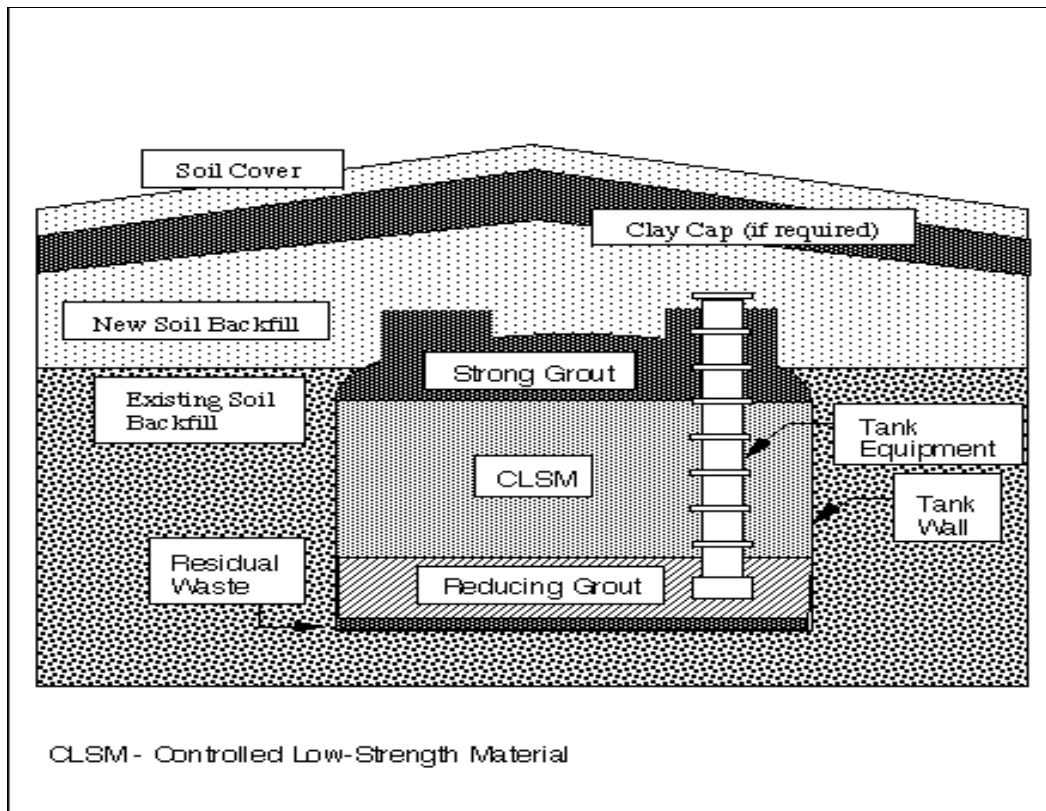 Soil Cover
Clay Cap (if required)
New Soil Backfill
Strong Grout
Existing Soil
Backfill
Tank
Equipment
CLSM
Tank
Wall
Residual
Waste
Reducing Grout
CLSM - Controlled Low-Strength Material